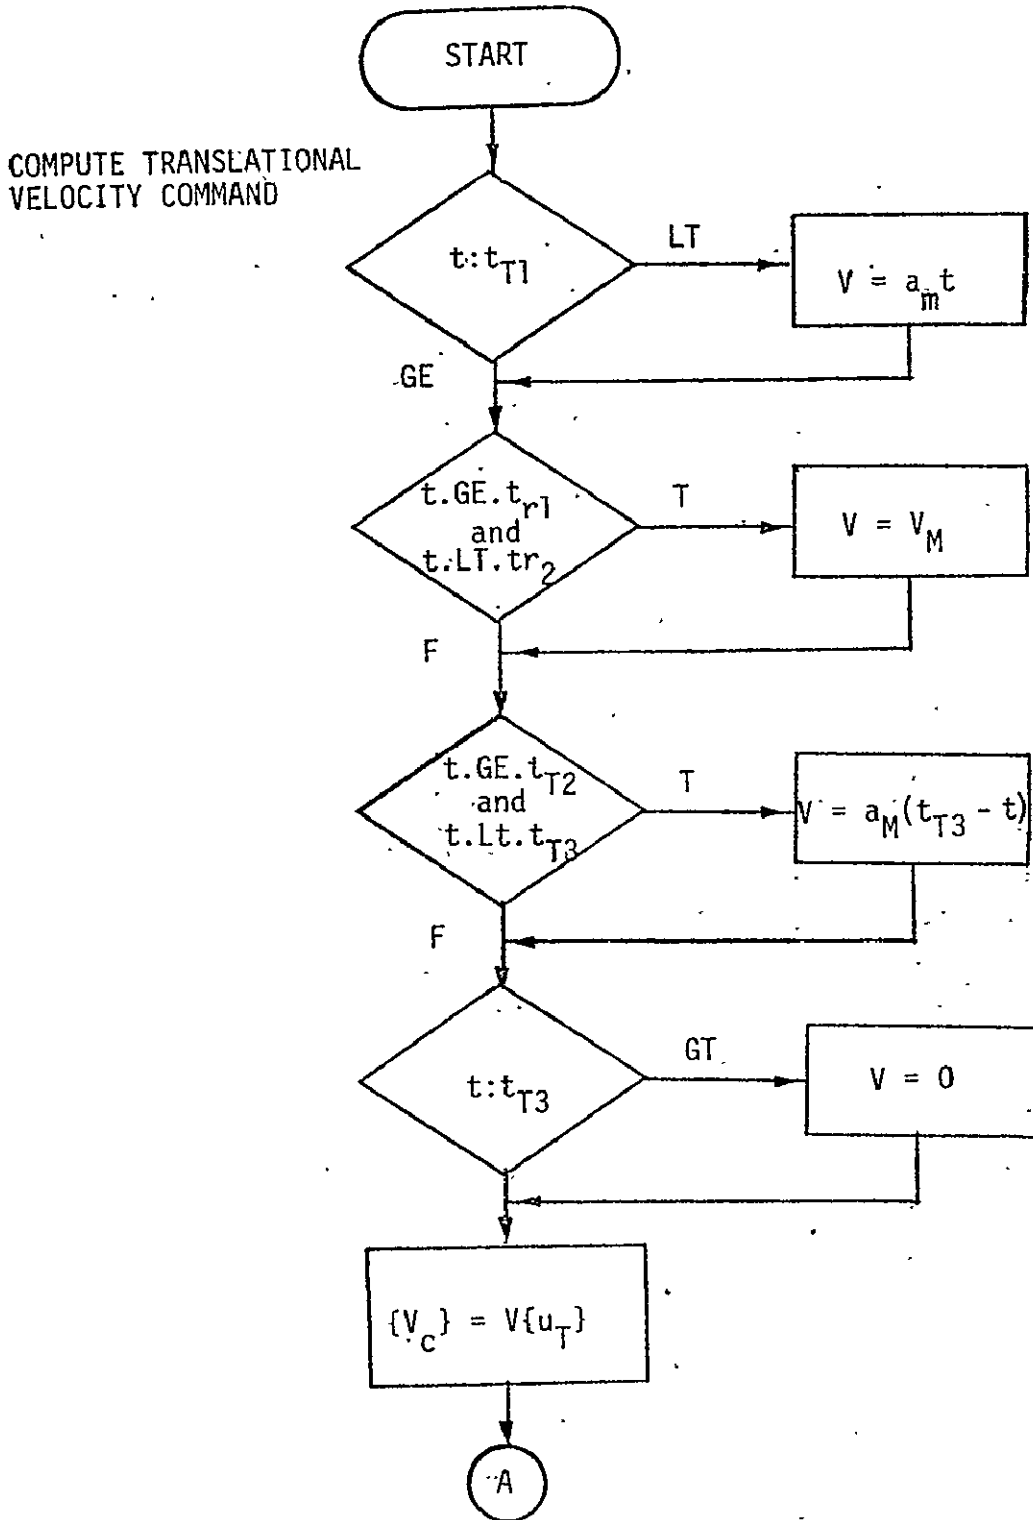 START
COMPUTE TRANSLATIONAL
VELOCITY COMMAND
t:t_T1
LT
V = a_m t
GE
t.GE.t_r1
and
t.LT.tr_2
T
V = V_M
F
t.GE.t_T2
and
t.Lt.t_T3
T
V = a_M(t_T3 - t)
F
t:t_T3
GT
V = 0
{V_c} = V{u_T}
A